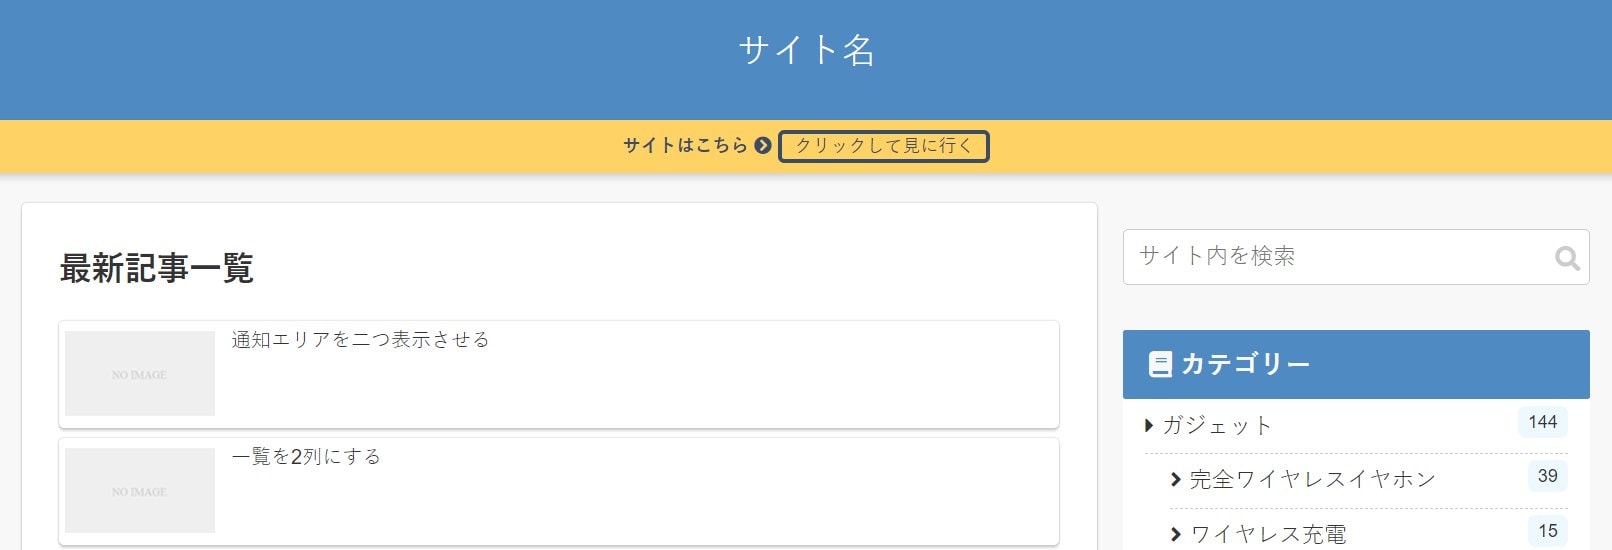 サイト名
サイトはこちら クリックして見に行く
最新記事一覧
NO IMAGE
通知エリアを二つ表示させる
NO IMAGE
一覧を2列にする
サイト内を検索
カテゴリー
ガジェット 144
完全ワイヤレスイヤホン 39
ワイヤレス充電 15